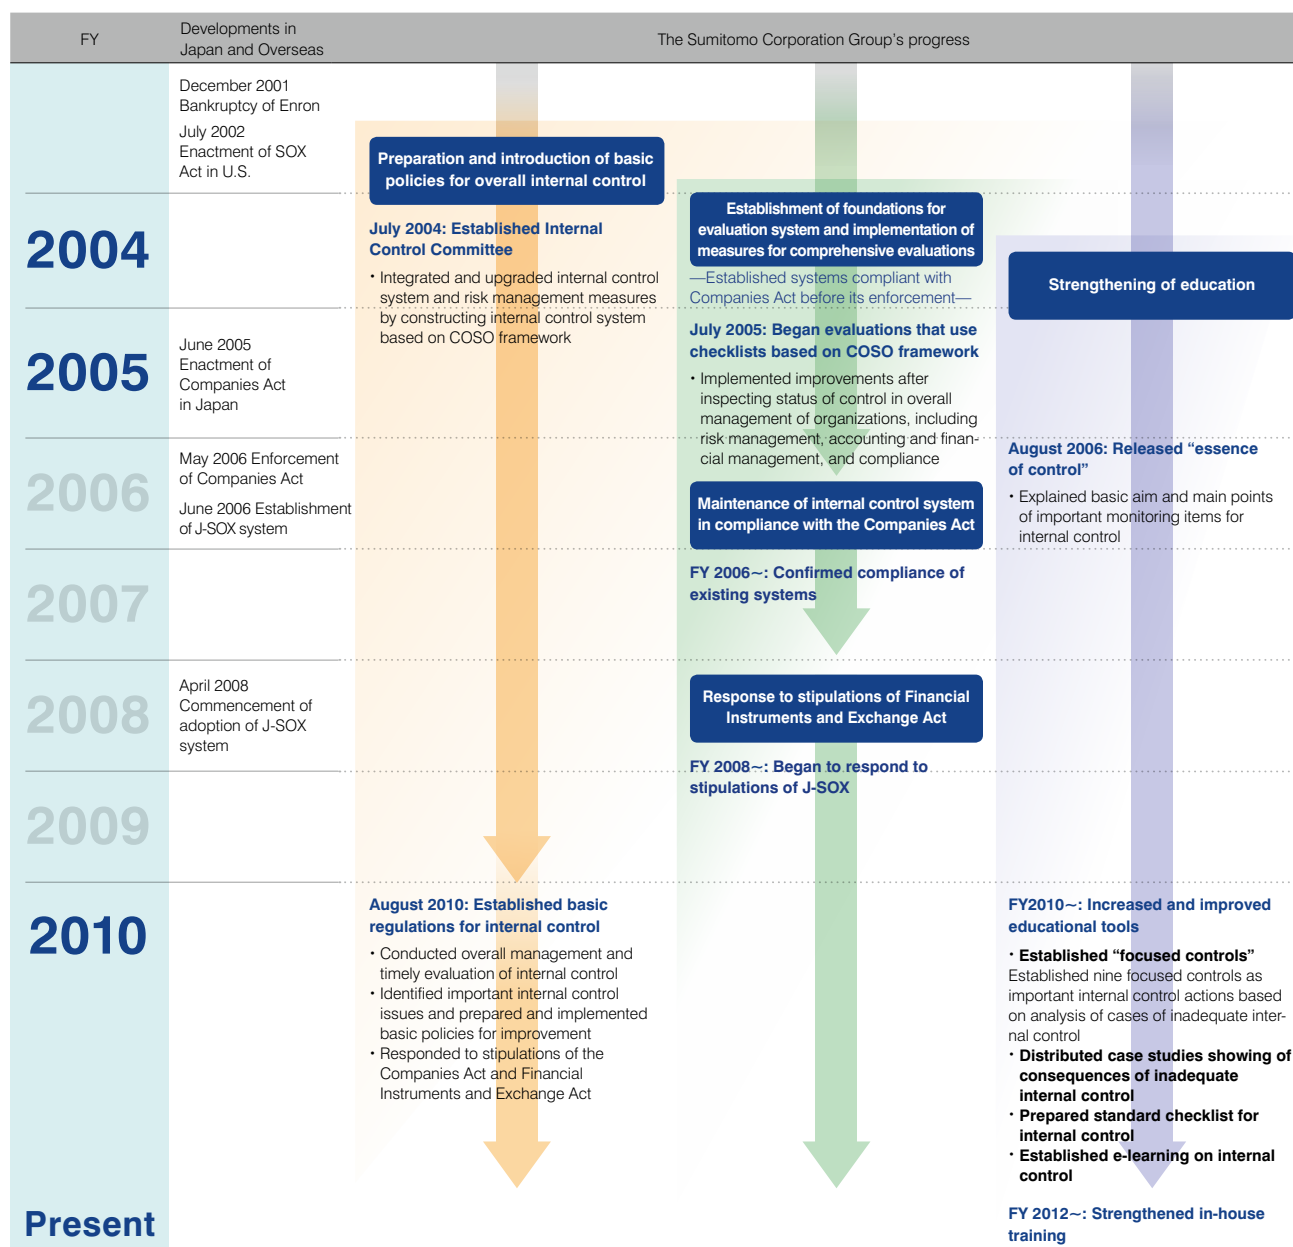 FY
Developments in
Japan and Overseas
The Sumitomo Corporation Group's progress
December 2001
Bankruptcy of Enron
July 2002
Enactment of SOX
Act in U.S.
2004
2005
June 2005
Enactment of
Companies Act
in Japan
2006
May 2006 Enforcement
of Companies Act
June 2006 Establishment
of J-SOX system
2007
2008
April 2008
Commencement of
adoption of J-SOX
system
2009
2010
Present
Preparation and introduction of basic
policies for overall internal control
July 2004: Established Internal
Control Committee
・Integrated and upgraded internal control
system and risk management measures
by constructing internal control system
based on COSO framework
August 2010: Established basic
regulations for internal control
・Conducted overall management and
timely evaluation of internal control
・Identified important internal control
issues and prepared and implemented
basic policies for improvement
・Responded to stipulations of the
Companies Act and Financial
Instruments and Exchange Act
Establishment of foundations for
evaluation system and implementation of
measures for comprehensive evaluations
—Established systems compliant with
Companies Act before its enforcement—
July 2005: Began evaluations that use
checklists based on COSO framework
・Implemented improvements after
inspecting status of control in overall
management of organizations, including
risk management, accounting and finan-
cial management, and compliance
Maintenance of internal control system
in compliance with the Companies Act
FY 2006~: Confirmed compliance of
existing systems
Response to stipulations of Financial
Instruments and Exchange Act
FY 2008~: Began to respond to
stipulations of J-SOX
Strengthening of education
August 2006: Released “essence
of control”
・Explained basic aim and main points
of important monitoring items for
internal control
FY2010~: Increased and improved
educational tools
・Established “focused controls”
Established nine focused controls as
important internal control actions based
on analysis of cases of inadequate inter-
nal control
・Distributed case studies showing of
consequences of inadequate
internal control
・Prepared standard checklist for
internal control
・Established e-learning on internal
control
FY 2012~: Strengthened in-house
training